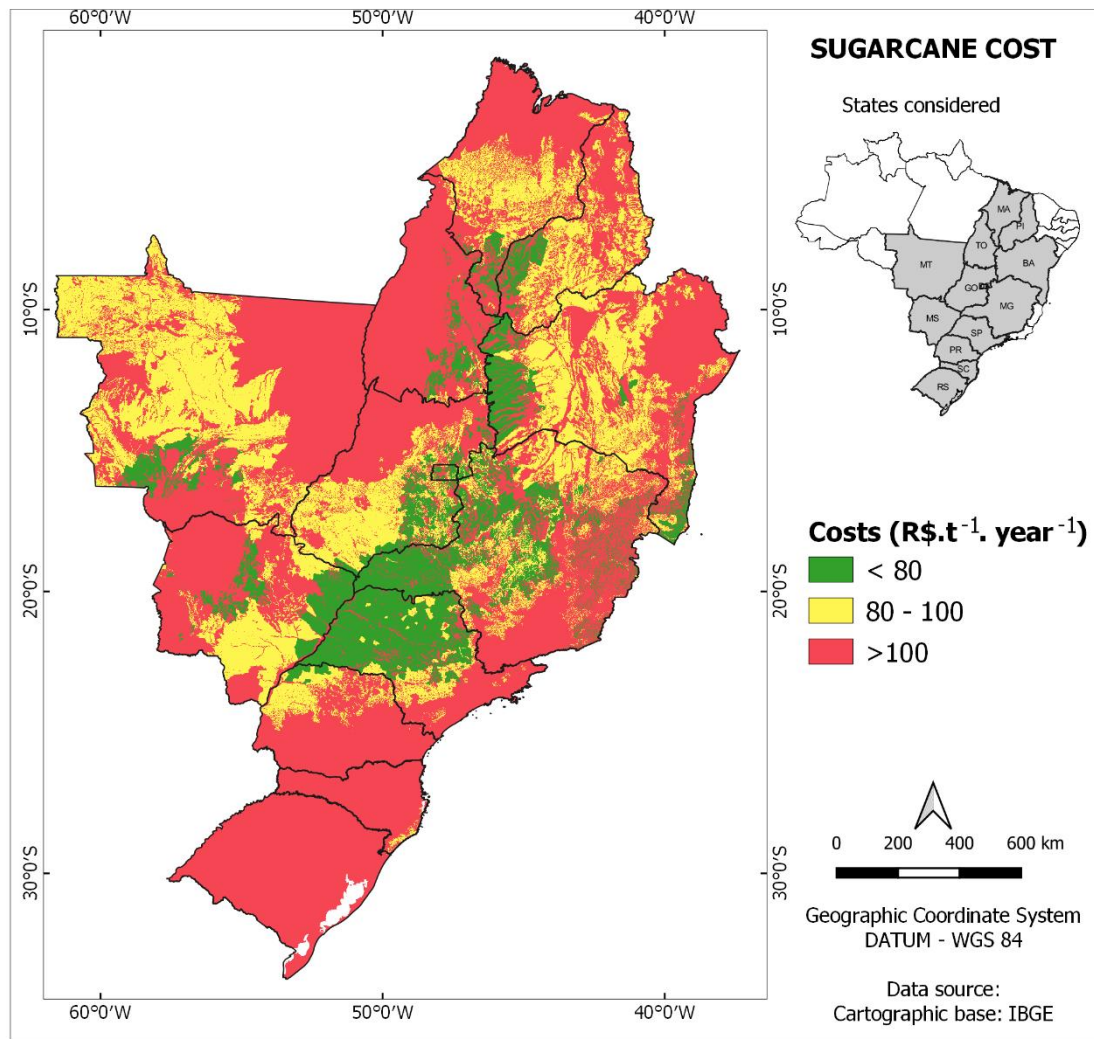 60°0'W 50°0'W 40°0'W
SUGARCANE COST
States considered
MA
PI
TO
MT
BA
GO
MG
MS
SP
PR
SC
RS
10°0'S 10°0'S
Costs (R$.t⁻¹. year⁻¹)
< 80
20°0'S 20°0'S
80 - 100
>100
0 200 400 600 km
30°0'S 30°0'S
Geographic Coordinate System
DATUM - WGS 84
Data source:
Cartographic base: IBGE
60°0'W 50°0'W 40°0'W